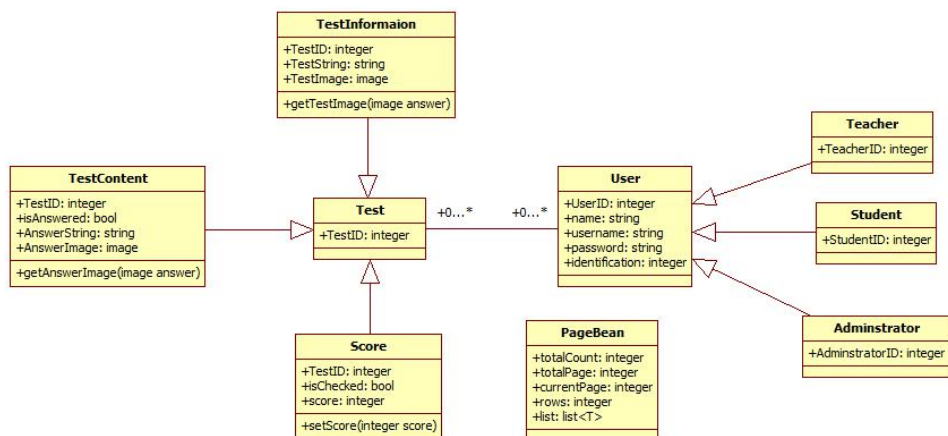 TestInformaion
+TestID: integer
+TestString: string
+TestImage: image
+getTestImage(image answer)
TestContent
+TestID: integer
+isAnswered: bool
+AnswerString: string
+AnswerImage: image
+getAnswerImage(image answer)
Test
+TestID: integer
+0...*
+0...*
User
+UserID: integer
+name: string
+username: string
+password: string
+identification: integer
Teacher
+TeacherID: integer
Student
+StudentID: integer
Adminstrator
+AdminstratorID: integer
Score
+TestID: integer
+isChecked: bool
+score: integer
+setScore(integer score)
PageBean
+totalCount: integer
+totalPage: integer
+currentPage: integer
+rows: integer
+list: list<T>